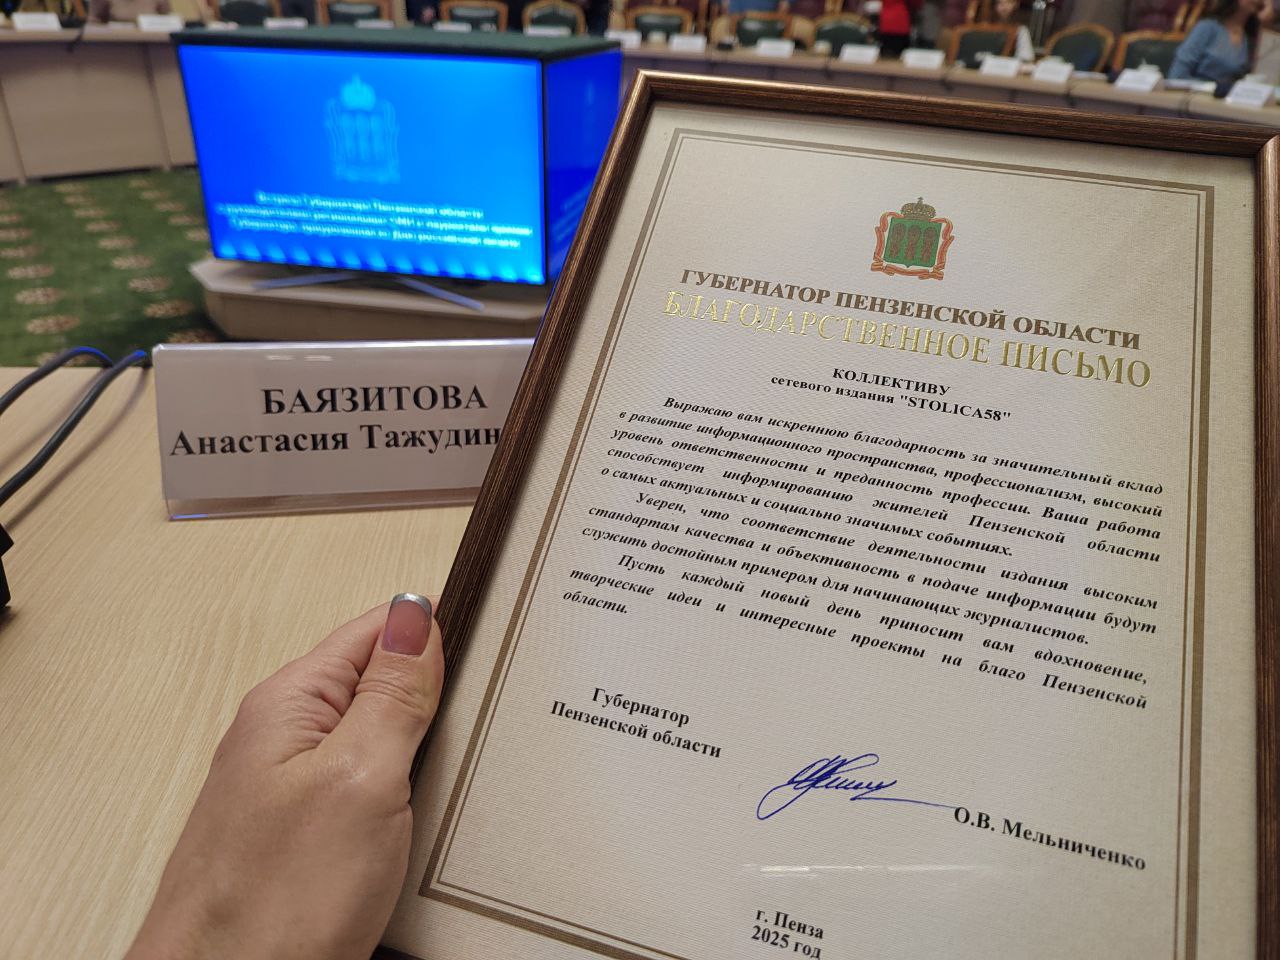 Встреча Губернатора Пензенской области
БАЯЗИТОВА
Анастасия
ГУБЕРНАТОР ПЕНЗЕНСКОЙ ОБЛАСТИ
БЛАГОДАРСТВЕННОЕ ПИСЬМО
КОЛЛЕКТИВУ
сетевого издания "STOLICA58"
Выражаю вам искреннюю благодарность за значительный вклад
в развитие информационного пространства, профессионализм, высокий
уровень ответственности и преданность профессии. Ваша работа
способствует информированию жителей Пензенской области
о самых актуальных и социально значимых событиях.
Уверен, что соответствие деятельности издания высоким
стандартам качества и объективность в подаче информации будут
служить достойным примером для начинающих журналистов.
Пусть каждый новый день приносит вам вдохновение,
творческие идеи и интересные проекты на благо Пензенской
области.
Губернатор
Пензенской области
О.В. Мельниченко
г. Пенза
2025 год